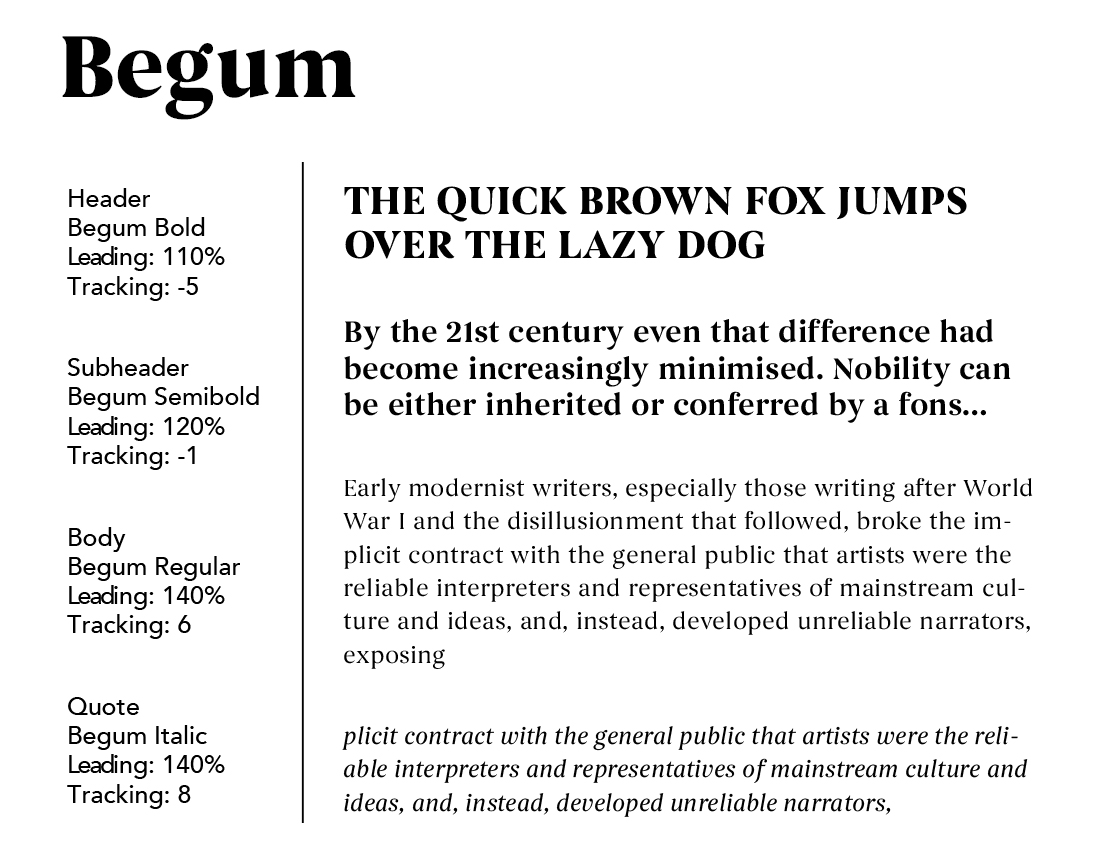 Begum
Header
Begum Bold
Leading: 110%
Tracking: -5
THE QUICK BROWN FOX JUMPS
OVER THE LAZY DOG
Subheader
Begum Semibold
Leading: 120%
Tracking: -1
By the 21st century even that difference had
become increasingly minimised. Nobility can
be either inherited or conferred by a fons...
Body
Begum Regular
Leading: 140%
Tracking: 6
Early modernist writers, especially those writing after World
War I and the disillusionment that followed, broke the im-
plicit contract with the general public that artists were the
reliable interpreters and representatives of mainstream cul-
ture and ideas, and, instead, developed unreliable narrators,
exposing
Quote
Begum Italic
Leading: 140%
Tracking: 8
plicit contract with the general public that artists were the reli-
able interpreters and representatives of mainstream culture and
ideas, and, instead, developed unreliable narrators,